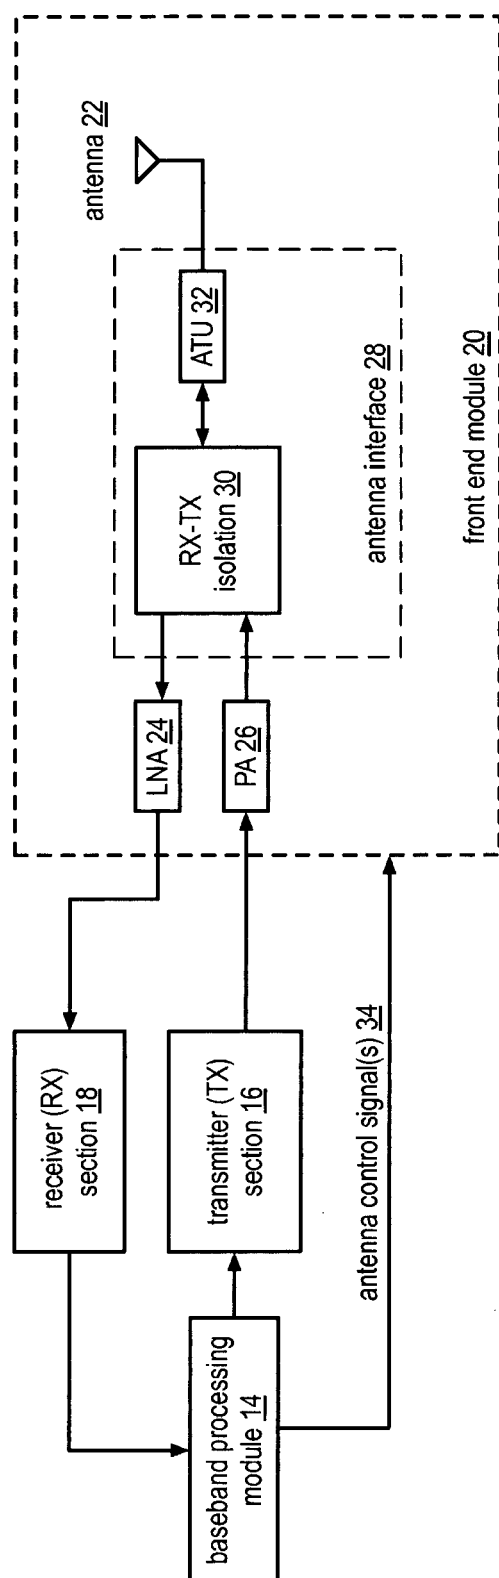 baseband processing
module 14
receiver (RX)
section 18
transmitter (TX)
section 16
antenna control signal(s) 34
LNA 24
PA 26
RX-TX
isolation 30
ATU 32
antenna 22
antenna interface 28
front end module 20